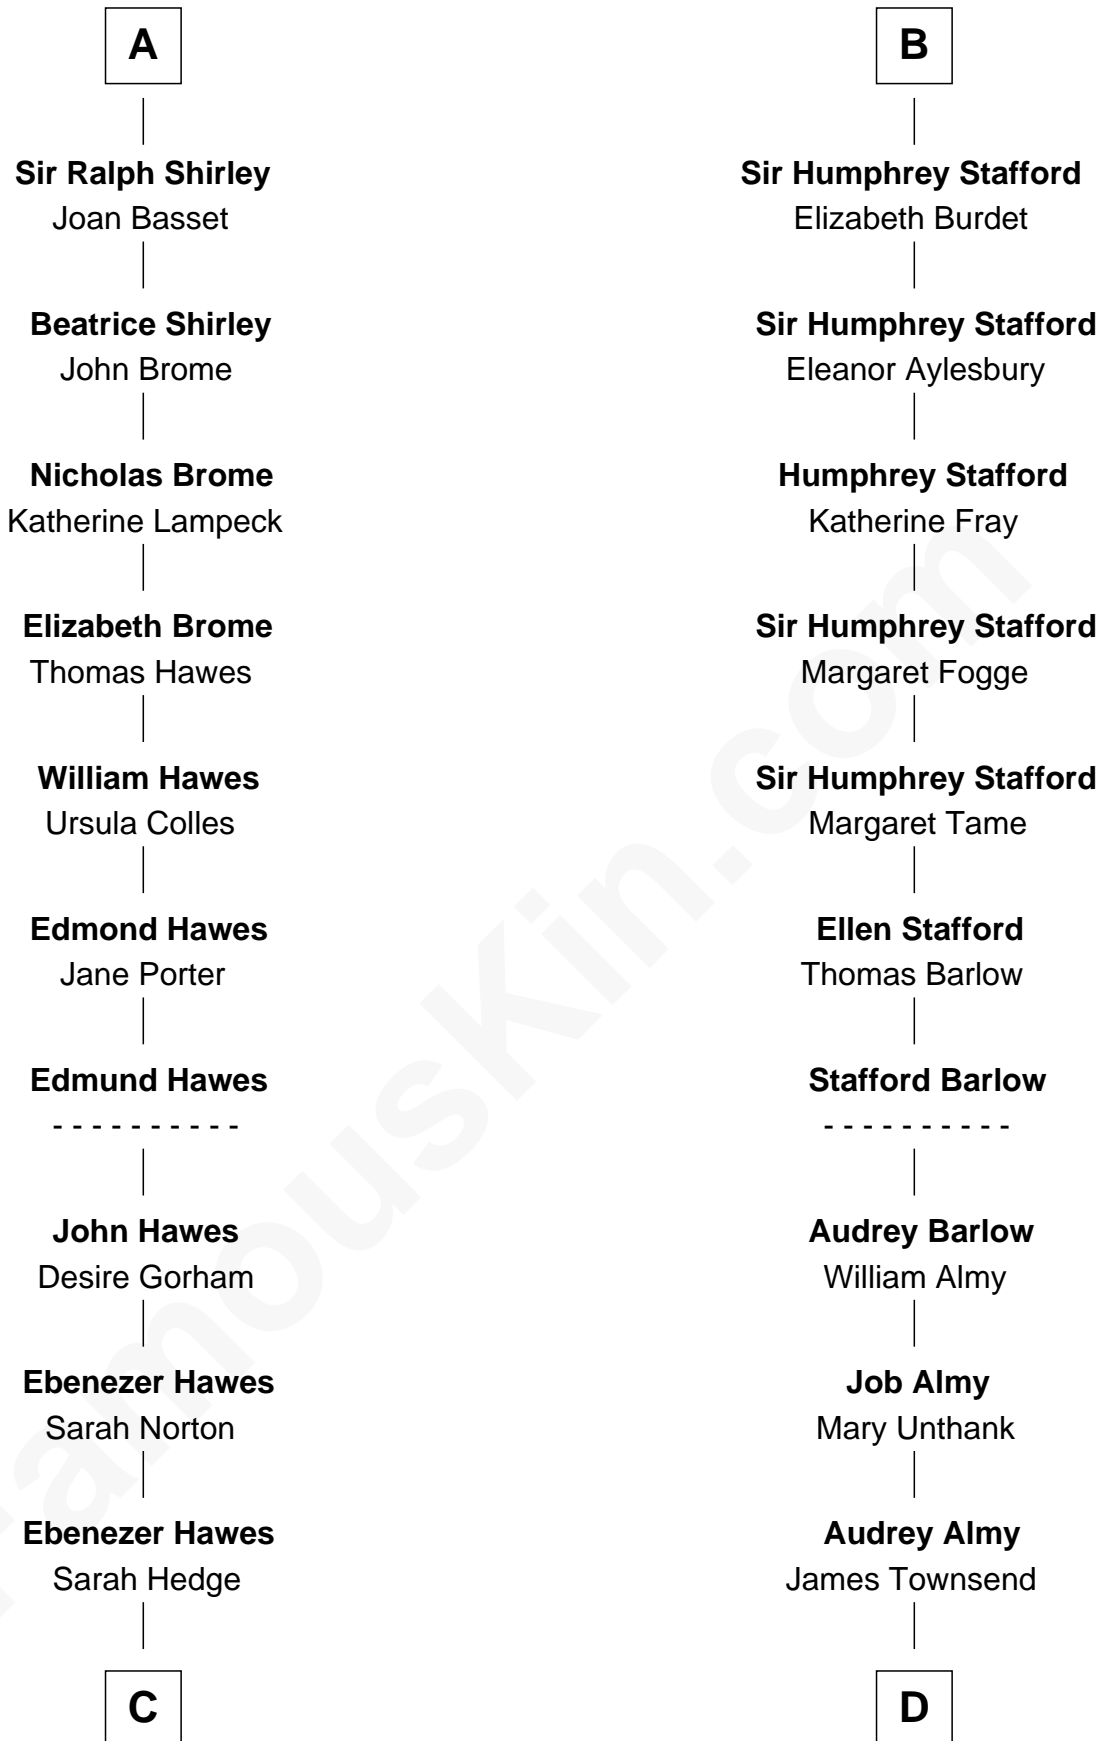 A
Sir Ralph Shirley
Joan Basset
Beatrice Shirley
John Brome
Nicholas Brome
Katherine Lampeck
Elizabeth Brome
Thomas Hawes
William Hawes
Ursula Colles
Edmond Hawes
Jane Porter
Edmund Hawes
- - - - - - - - - -
John Hawes
Desire Gorham
Ebenezer Hawes
Sarah Norton
Ebenezer Hawes
Sarah Hedge
C
B
Sir Humphrey Stafford
Elizabeth Burdet
Sir Humphrey Stafford
Eleanor Aylesbury
Humphrey Stafford
Katherine Fray
Sir Humphrey Stafford
Margaret Fogge
Sir Humphrey Stafford
Margaret Tame
Ellen Stafford
Thomas Barlow
Stafford Barlow
- - - - - - - - - -
Audrey Barlow
William Almy
Job Almy
Mary Unthank
Audrey Almy
James Townsend
D
FamousKin.com